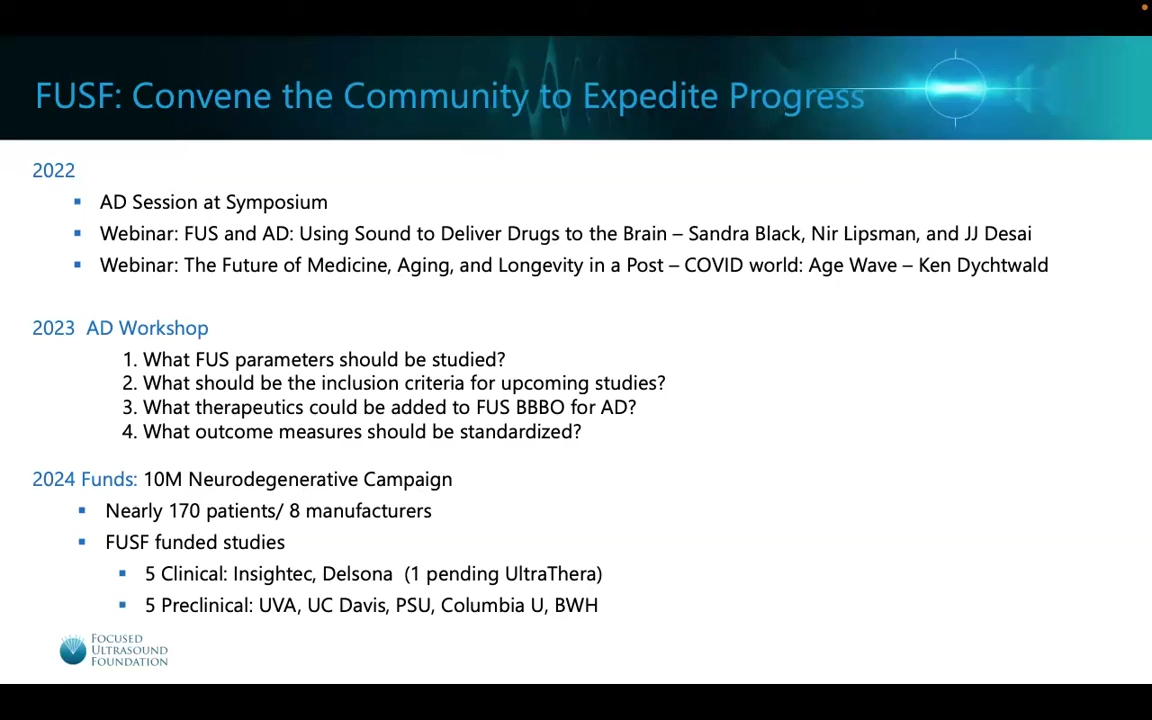 FUSF: Convene the Community to Expedite Progress
2022
▪ AD Session at Symposium
▪ Webinar: FUS and AD: Using Sound to Deliver Drugs to the Brain – Sandra Black, Nir Lipsman, and JJ Desai
▪ Webinar: The Future of Medicine, Aging, and Longevity in a Post – COVID world: Age Wave – Ken Dychtwald
2023 AD Workshop
1. What FUS parameters should be studied?
2. What should be the inclusion criteria for upcoming studies?
3. What therapeutics could be added to FUS BBBO for AD?
4. What outcome measures should be standardized?
2024 Funds: 10M Neurodegenerative Campaign
▪ Nearly 170 patients/ 8 manufacturers
▪ FUSF funded studies
▪ 5 Clinical: Insightec, Delsona (1 pending UltraThera)
▪ 5 Preclinical: UVA, UC Davis, PSU, Columbia U, BWH
FOCUSED
ULTRASOUND
FOUNDATION